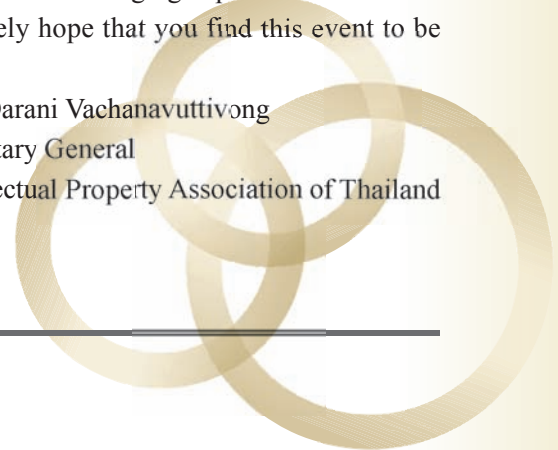 ely hope that you find this event to be
arani Vachanavuttivong
tary General
ectual Property Association of Thailand